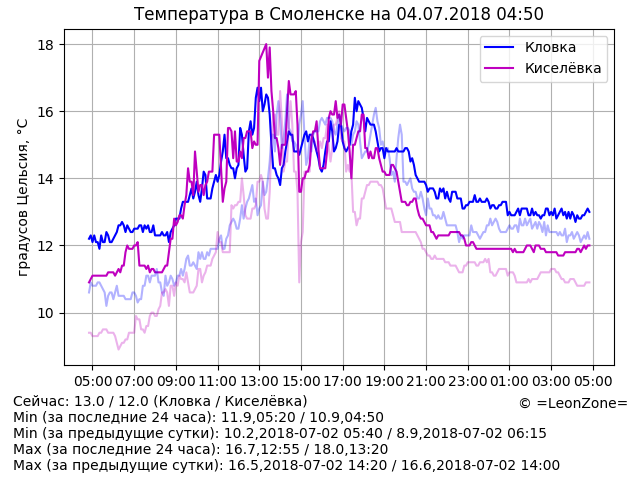 Температура в Смоленске на 04.07.2018 04:50
градусов Цельсия, °C
18
16
14
12
10
Кловка
Киселёвка
05:00 07:00 09:00 11:00 13:00 15:00 17:00 19:00 21:00 23:00 01:00 03:00 05:00
Сейчас: 13.0 / 12.0 (Кловка / Киселёвка)
© =LeonZone=
Min (за последние 24 часа): 11.9,05:20 / 10.9,04:50
Min (за предыдущие сутки): 10.2,2018-07-02 05:40 / 8.9,2018-07-02 06:15
Max (за последние 24 часа): 16.7,12:55 / 18.0,13:20
Max (за предыдущие сутки): 16.5,2018-07-02 14:20 / 16.6,2018-07-02 14:00